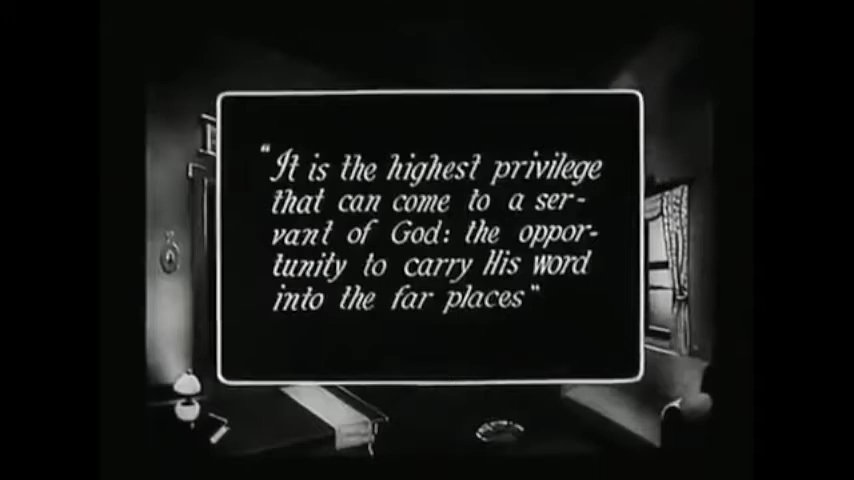 "It is the highest privilege
that can come to a ser-
vant of God: the oppor-
tunity to carry His word
into the far places"